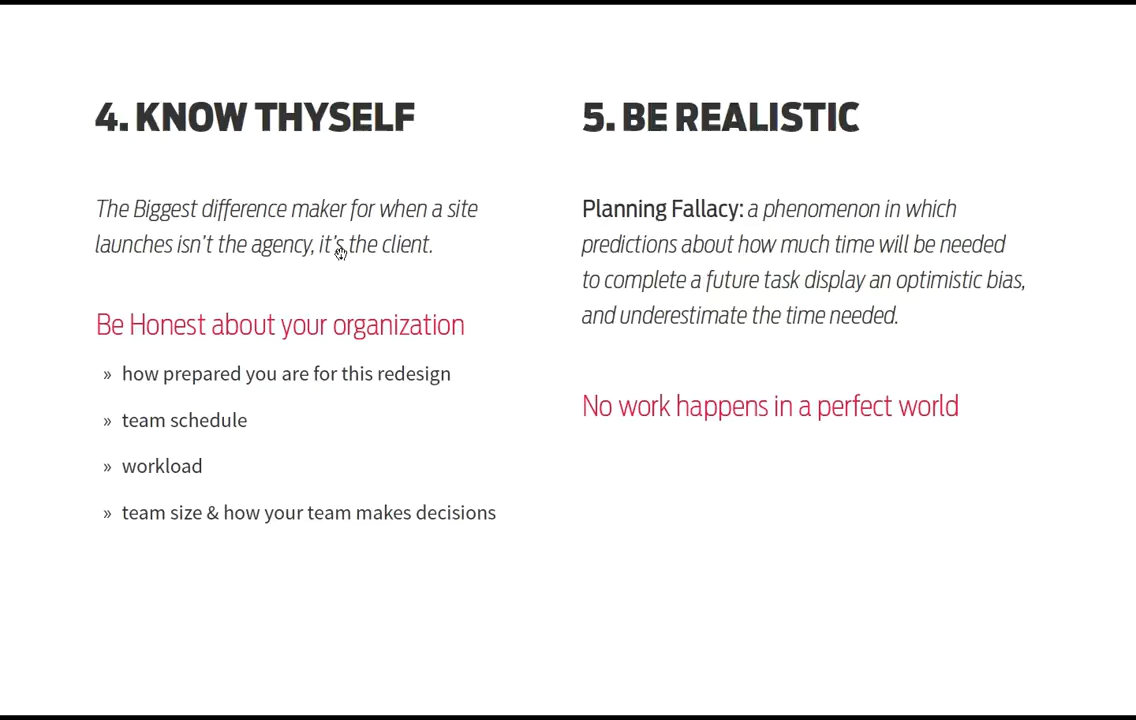 4. KNOW THYSELF
The Biggest difference maker for when a site
launches isn't the agency, it's the client.
Be Honest about your organization
» how prepared you are for this redesign
» team schedule
» workload
» team size & how your team makes decisions
5. BE REALISTIC
Planning Fallacy: a phenomenon in which
predictions about how much time will be needed
to complete a future task display an optimistic bias,
and underestimate the time needed.
No work happens in a perfect world